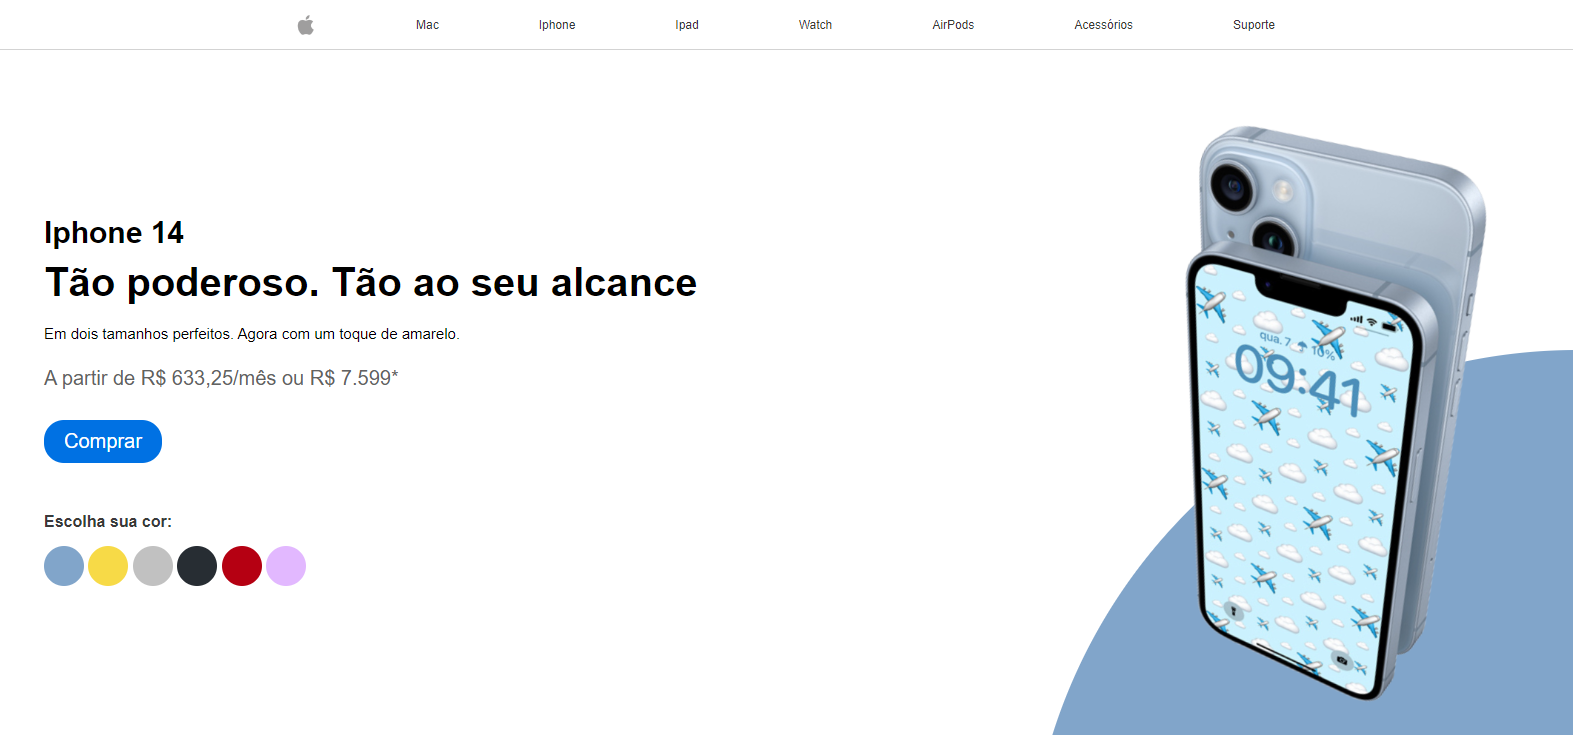 Mac Iphone Ipad Watch AirPods Acessórios Suporte
Iphone 14
Tão poderoso. Tão ao seu alcance
Em dois tamanhos perfeitos. Agora com um toque de amarelo.
A partir de R$ 633,25/mês ou R$ 7.599*
Comprar
Escolha sua cor:
qua. 7 10%
09:41